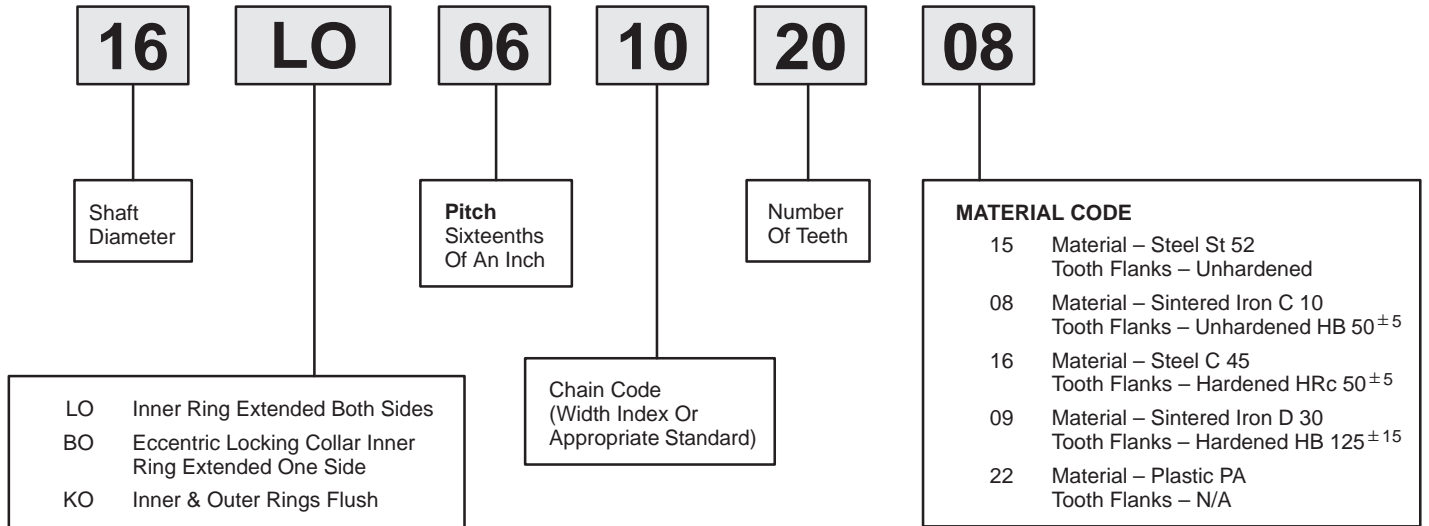 16 LO 06 10 20 08
Shaft
Diameter
Pitch
Sixteenths
Of An Inch
Number
Of Teeth
MATERIAL CODE
15 Material – Steel St 52
Tooth Flanks – Unhardened
08 Material – Sintered Iron C 10
Tooth Flanks – Unhardened HB 50 ±5
16 Material – Steel C 45
Tooth Flanks – Hardened HRc 50 ±5
09 Material – Sintered Iron D 30
Tooth Flanks – Hardened HB 125 ±15
22 Material – Plastic PA
Tooth Flanks – N/A
Chain Code
(Width Index Or
Appropriate Standard)
LO Inner Ring Extended Both Sides
BO Eccentric Locking Collar Inner
Ring Extended One Side
KO Inner & Outer Rings Flush